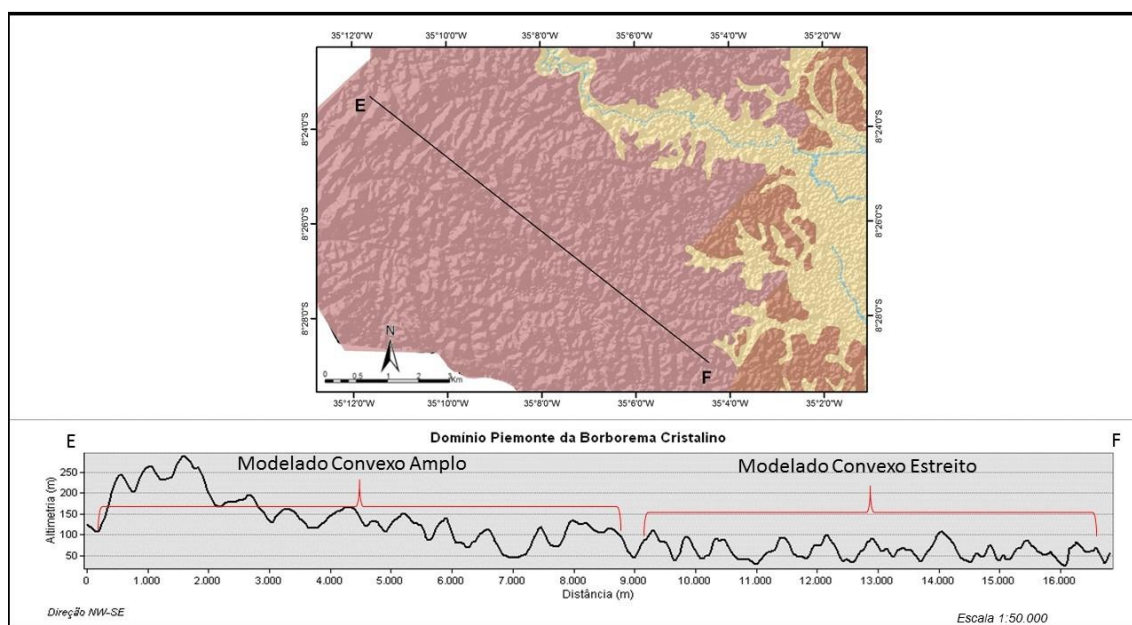 35°12'0"W 35°10'0"W 35°8'0"W 35°6'0"W 35°4'0"W 35°2'0"W
E
8°24'0"S 8°24'0"S
8°26'0"S 8°26'0"S
8°28'0"S 8°28'0"S
N
F
0 0.5 1 2 3
Km
35°12'0"W 35°10'0"W 35°8'0"W 35°6'0"W 35°4'0"W 35°2'0"W
E Domínio Piemonte da Borborema Cristalino F
Modelado Convexo Amplo Modelado Convexo Estreito
Altimetria (m)
250
200
150
100
50
0 1.000 2.000 3.000 4.000 5.000 6.000 7.000 8.000 9.000 10.000 11.000 12.000 13.000 14.000 15.000 16.000
Distância (m)
Direção NW-SE
Escala 1:50.000